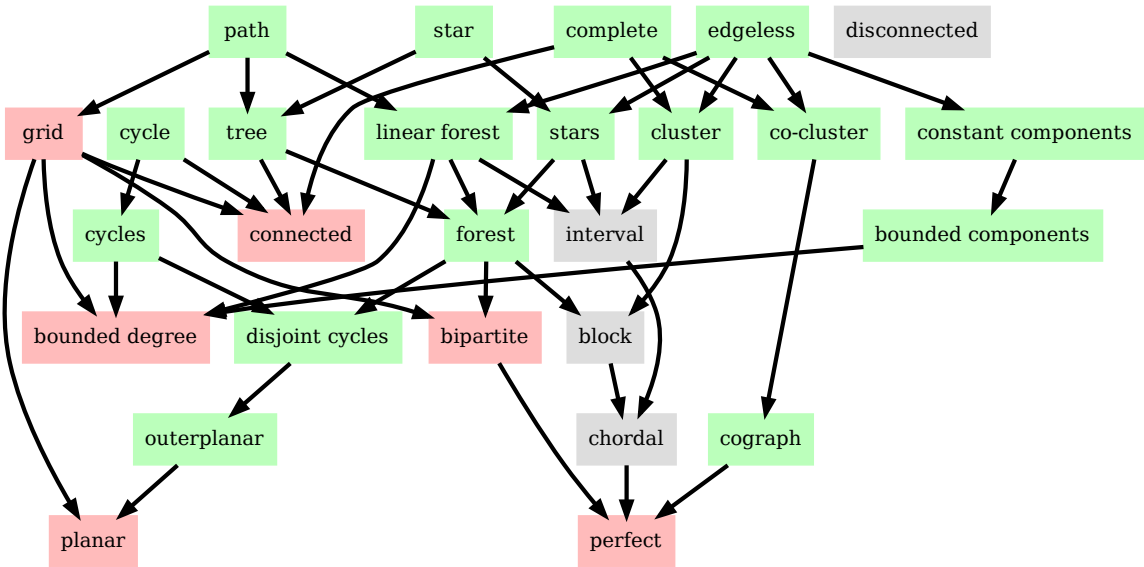 path
star
complete
edgeless
disconnected
grid
cycle
tree
linear forest
stars
cluster
co-cluster
constant components
cycles
connected
forest
interval
bounded components
bounded degree
disjoint cycles
bipartite
block
outerplanar
chordal
cograph
planar
perfect